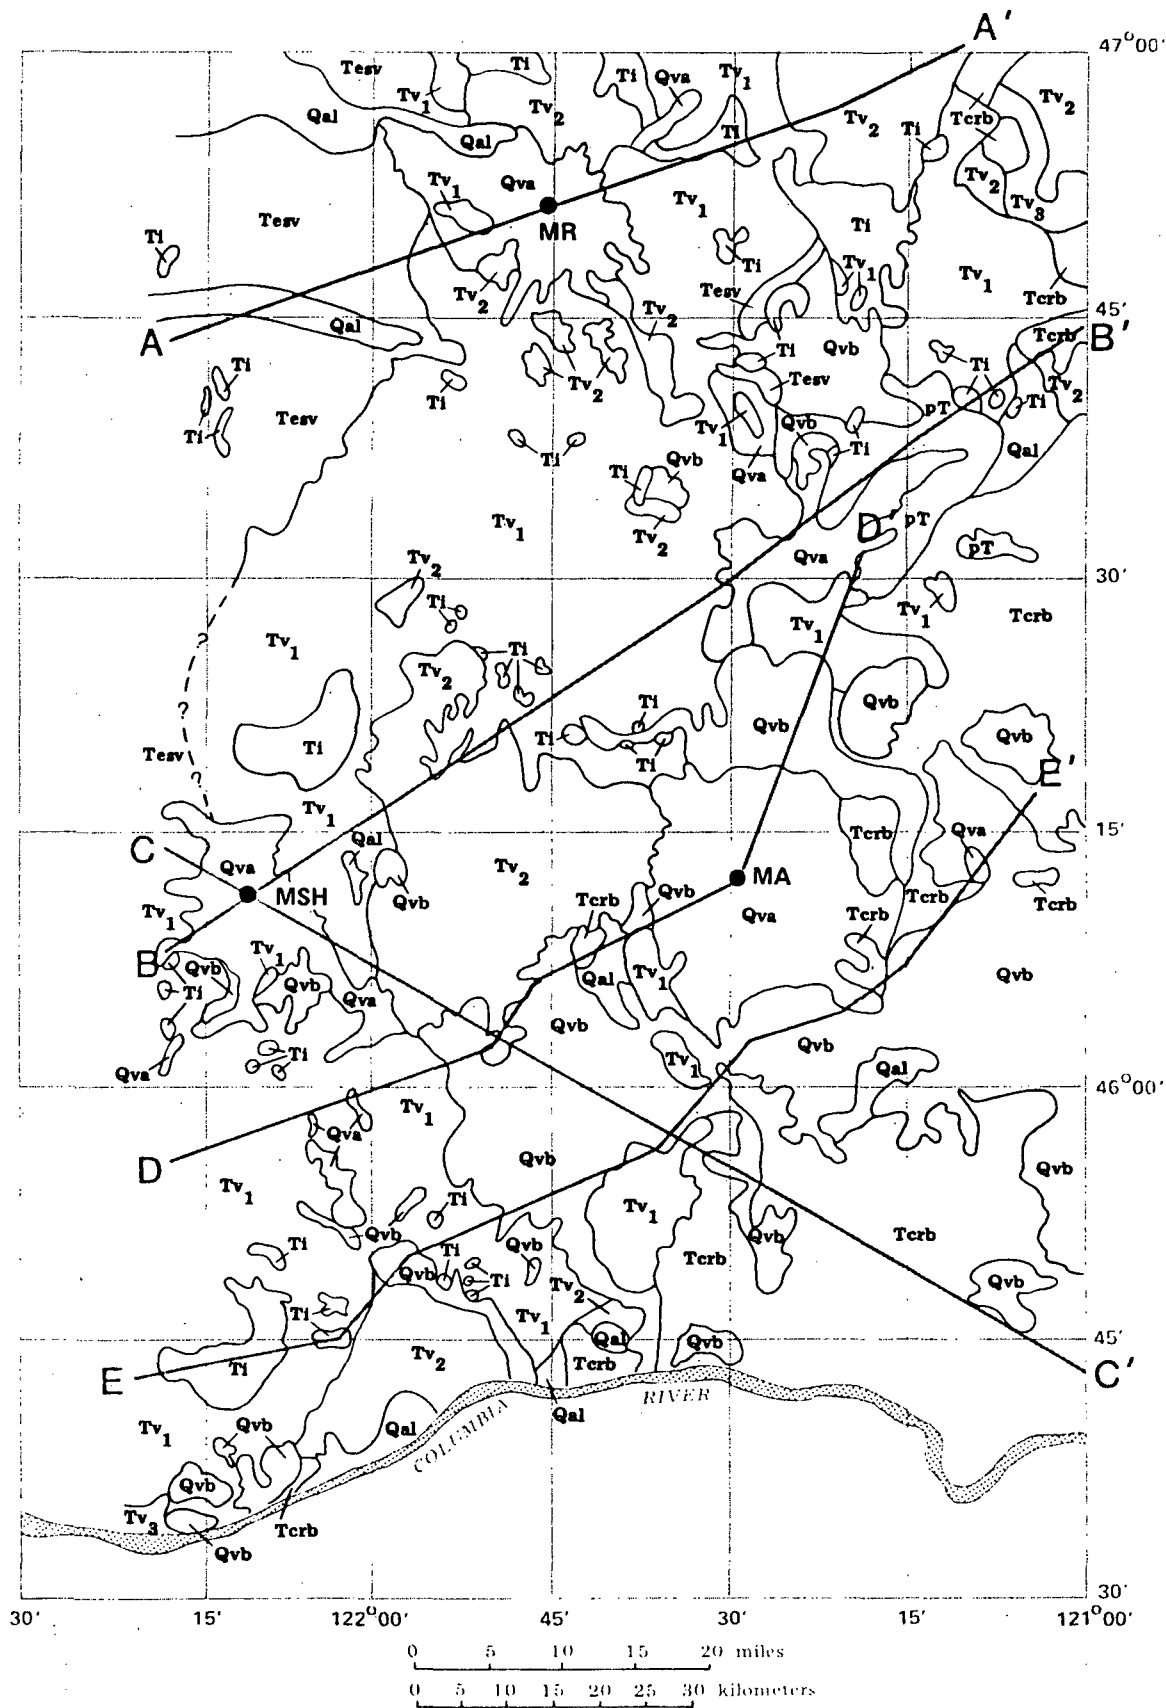 A'
47°00'
Tesv
Ti
Tv1
Ti
Qva
Tv1
Tv2
Qal
Tv2
Ti
Tv2
Ti
Tcrb
Qal
Tv1
Qva
Tv2
Tv3
Tv1
Tesv
MR
Ti
Ti
Ti
Tv1
Tv1
Tv2
Tesv
Tv2
Tcrb
45'
A
Qal
Tcrb
B'
Ti
Qvb
Ti
Ti
Tesv
Tv2
Ti
Tv2
Tesv
pT
Ti
Ti
Tv1
Qvb
Ti
Ti
Qvb
Qva
Ti
Qal
Tv1
Tv2
D'
pT
pT
Qva
Tv2
30'
Ti
Tv1
Tcrb
Tv1
Tv1
Ti
Tv2
Qvb
Ti
Qvb
Ti
Ti
Qvb
Tesv
Ti
E'
Tv1
15'
C
Qal
Tcrb
Qva
Qva
Tv2
MA
MSH
Qvb
Tcrb
Qvb
Qva
Tcrb
Tcrb
Tcrb
Tv1
B
Qvb
Tv1
Qvb
Qal
Tv1
Qvb
Ti
Qva
Qvb
Qvb
Ti
Tv1
Qal
Qva
46°00'
Tv1
Qva
D
Qvb
Qvb
Tv1
Ti
Tv1
Qvb
Tcrb
Qvb
Ti
Qvb
Tcrb
Ti
Qvb
Ti
Tv2
Qvb
Ti
Tv1
Qal
Qvb
45'
E
Ti
Tv2
Tcrb
C'
RIVER
Qal
Tv1
Qvb
Qal
COLUMBIA
Qvb
Tv3
Tcrb
Qvb
30'
30' 15' 122°00' 45' 30' 15' 121°00'
0 5 10 15 20 miles
0 5 10 15 20 25 30 kilometers